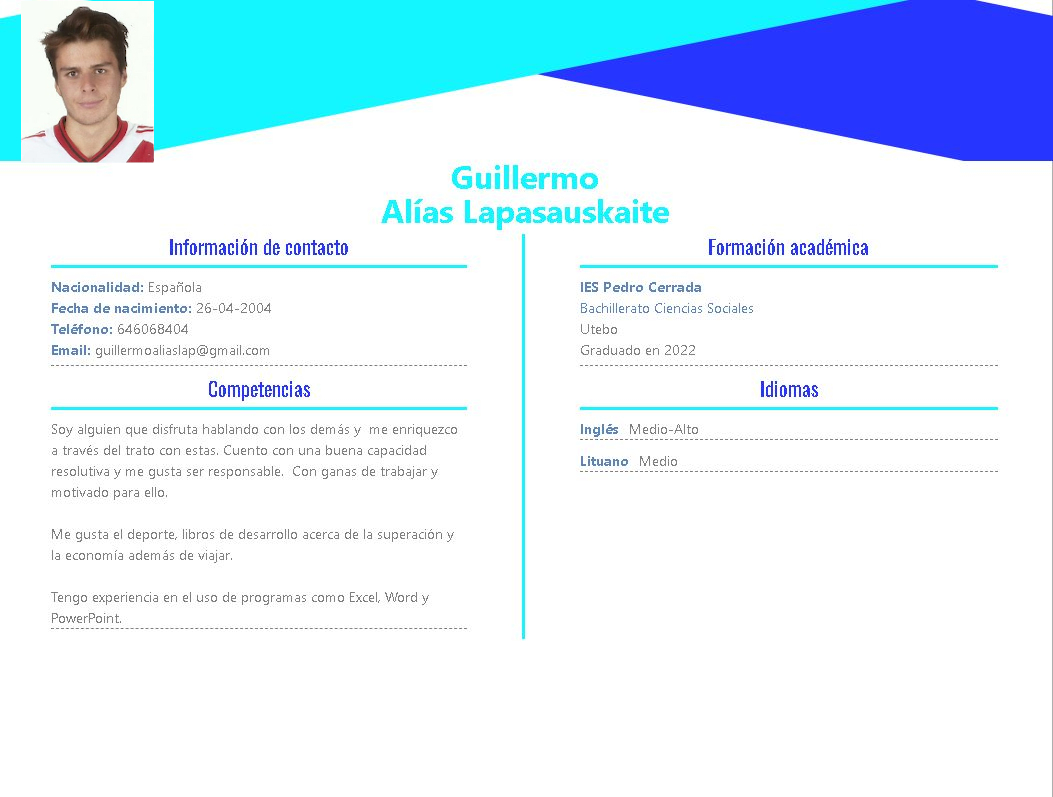 Guillermo
Alías Lapasauskaite
Información de contacto
Nacionalidad: Española
Fecha de nacimiento: 26-04-2004
Teléfono: 646068404
Email: guillermoaliaslap@gmail.com
Competencias
Soy alguien que disfruta hablando con los demás y  me enriquezco
a través del trato con estas. Cuento con una buena capacidad
resolutiva y me gusta ser responsable.  Con ganas de trabajar y
motivado para ello.
Me gusta el deporte, libros de desarrollo acerca de la superación y
la economía además de viajar.
Tengo experiencia en el uso de programas como Excel, Word y
PowerPoint.
Formación académica
IES Pedro Cerrada
Bachillerato Ciencias Sociales
Utebo
Graduado en 2022
Idiomas
Inglés  Medio-Alto
Lituano  Medio